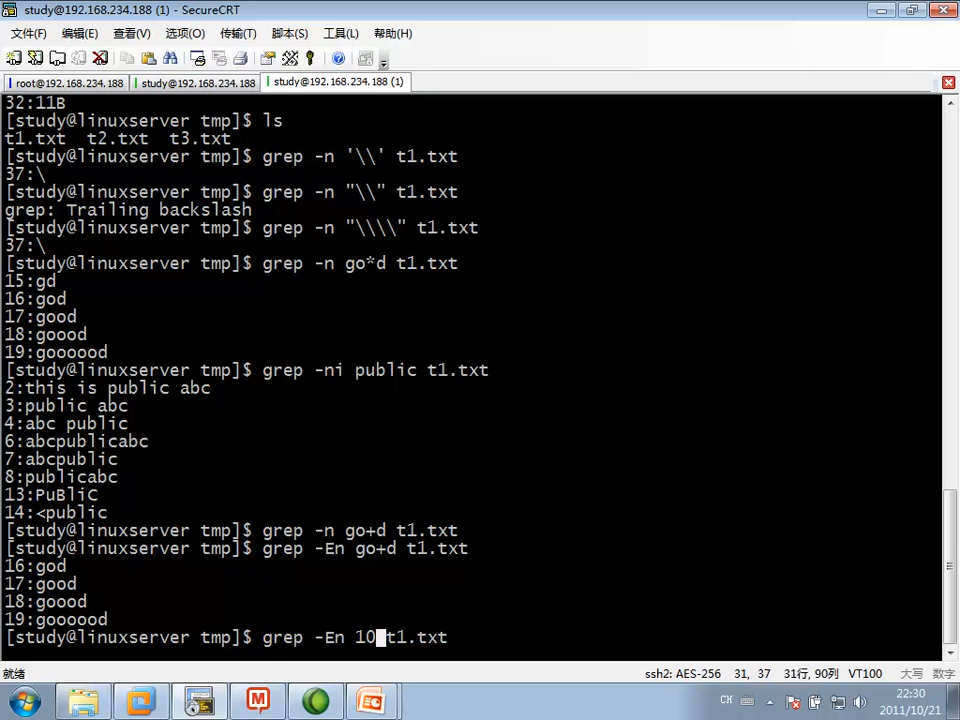 study@192.168.234.188 (1) - SecureCRT
文件(F) 编辑(E) 查看(V) 选项(O) 传输(T) 脚本(S) 工具(L) 帮助(H)
root@192.168.234.188 study@192.168.234.188 study@192.168.234.188 (1)
32:11B
[study@linuxserver tmp]$ ls
t1.txt  t2.txt  t3.txt
[study@linuxserver tmp]$ grep -n '\\' t1.txt
37:\
[study@linuxserver tmp]$ grep -n "\\" t1.txt
grep: Trailing backslash
[study@linuxserver tmp]$ grep -n "\\\\" t1.txt
37:\
[study@linuxserver tmp]$ grep -n go*d t1.txt
15:gd
16:god
17:good
18:goood
19:goooood
[study@linuxserver tmp]$ grep -ni public t1.txt
2:this is public abc
3:public abc
4:abc public
6:abcpublicabc
7:abcpublic
8:publicabc
13:PuBliC
14:<public
[study@linuxserver tmp]$ grep -n go+d t1.txt
[study@linuxserver tmp]$ grep -En go+d t1.txt
16:god
17:good
18:goood
19:goooood
[study@linuxserver tmp]$ grep -En 10 t1.txt
就绪 ssh2: AES-256 31, 37 31行, 90列 VT100 大写 数字
CH 22:30
2011/10/21